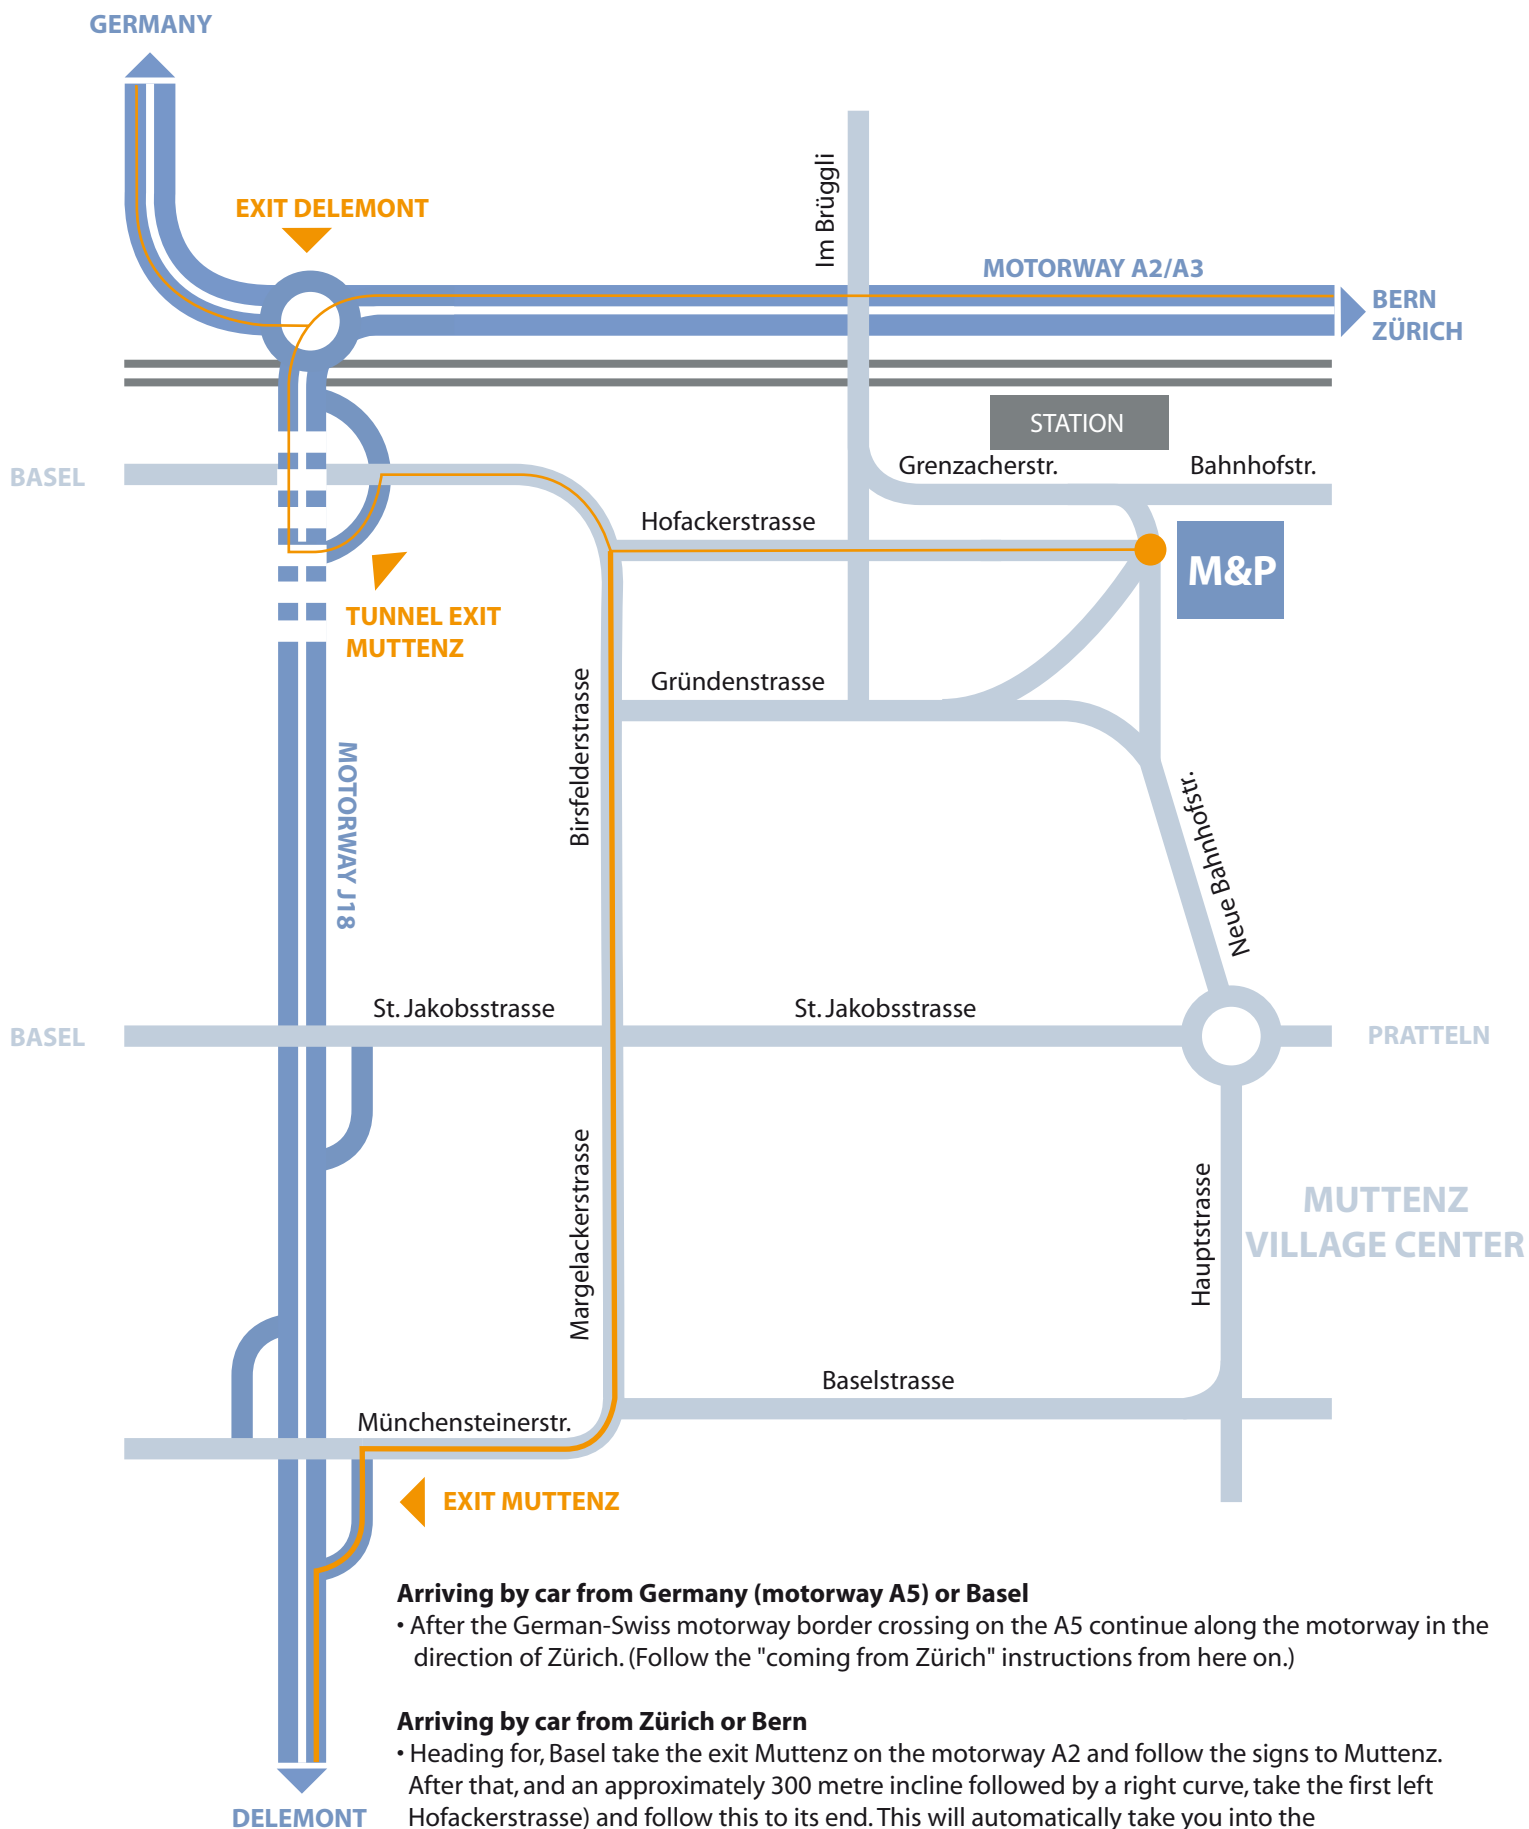 GERMANY
EXIT DELEMONT
Im Brüggli
MOTORWAY A2/A3
BERN
ZÜRICH
STATION
BASEL
Grenzacherstr.
Bahnhofstr.
Hofackerstrasse
M&P
TUNNEL EXIT
MUTTENZ
Gründenstrasse
Birsfelderstrasse
MOTORWAY J18
Neue Bahnhofstr.
St. Jakobsstrasse
St. Jakobsstrasse
BASEL
PRATTELN
Margelackerstrasse
Hauptstrasse
MUTTENZ
VILLAGE CENTER
Baselstrasse
Münchensteinerstr.
EXIT MUTTENZ
Arriving by car from Germany (motorway A5) or Basel
• After the German-Swiss motorway border crossing on the A5 continue along the motorway in the
direction of Zürich. (Follow the "coming from Zürich" instructions from here on.)
Arriving by car from Zürich or Bern
• Heading for, Basel take the exit Muttenz on the motorway A2 and follow the signs to Muttenz.
After that, and an approximately 300 metre incline followed by a right curve, take the first left
Hofackerstrasse) and follow this to its end. This will automatically take you into the
DELEMONT